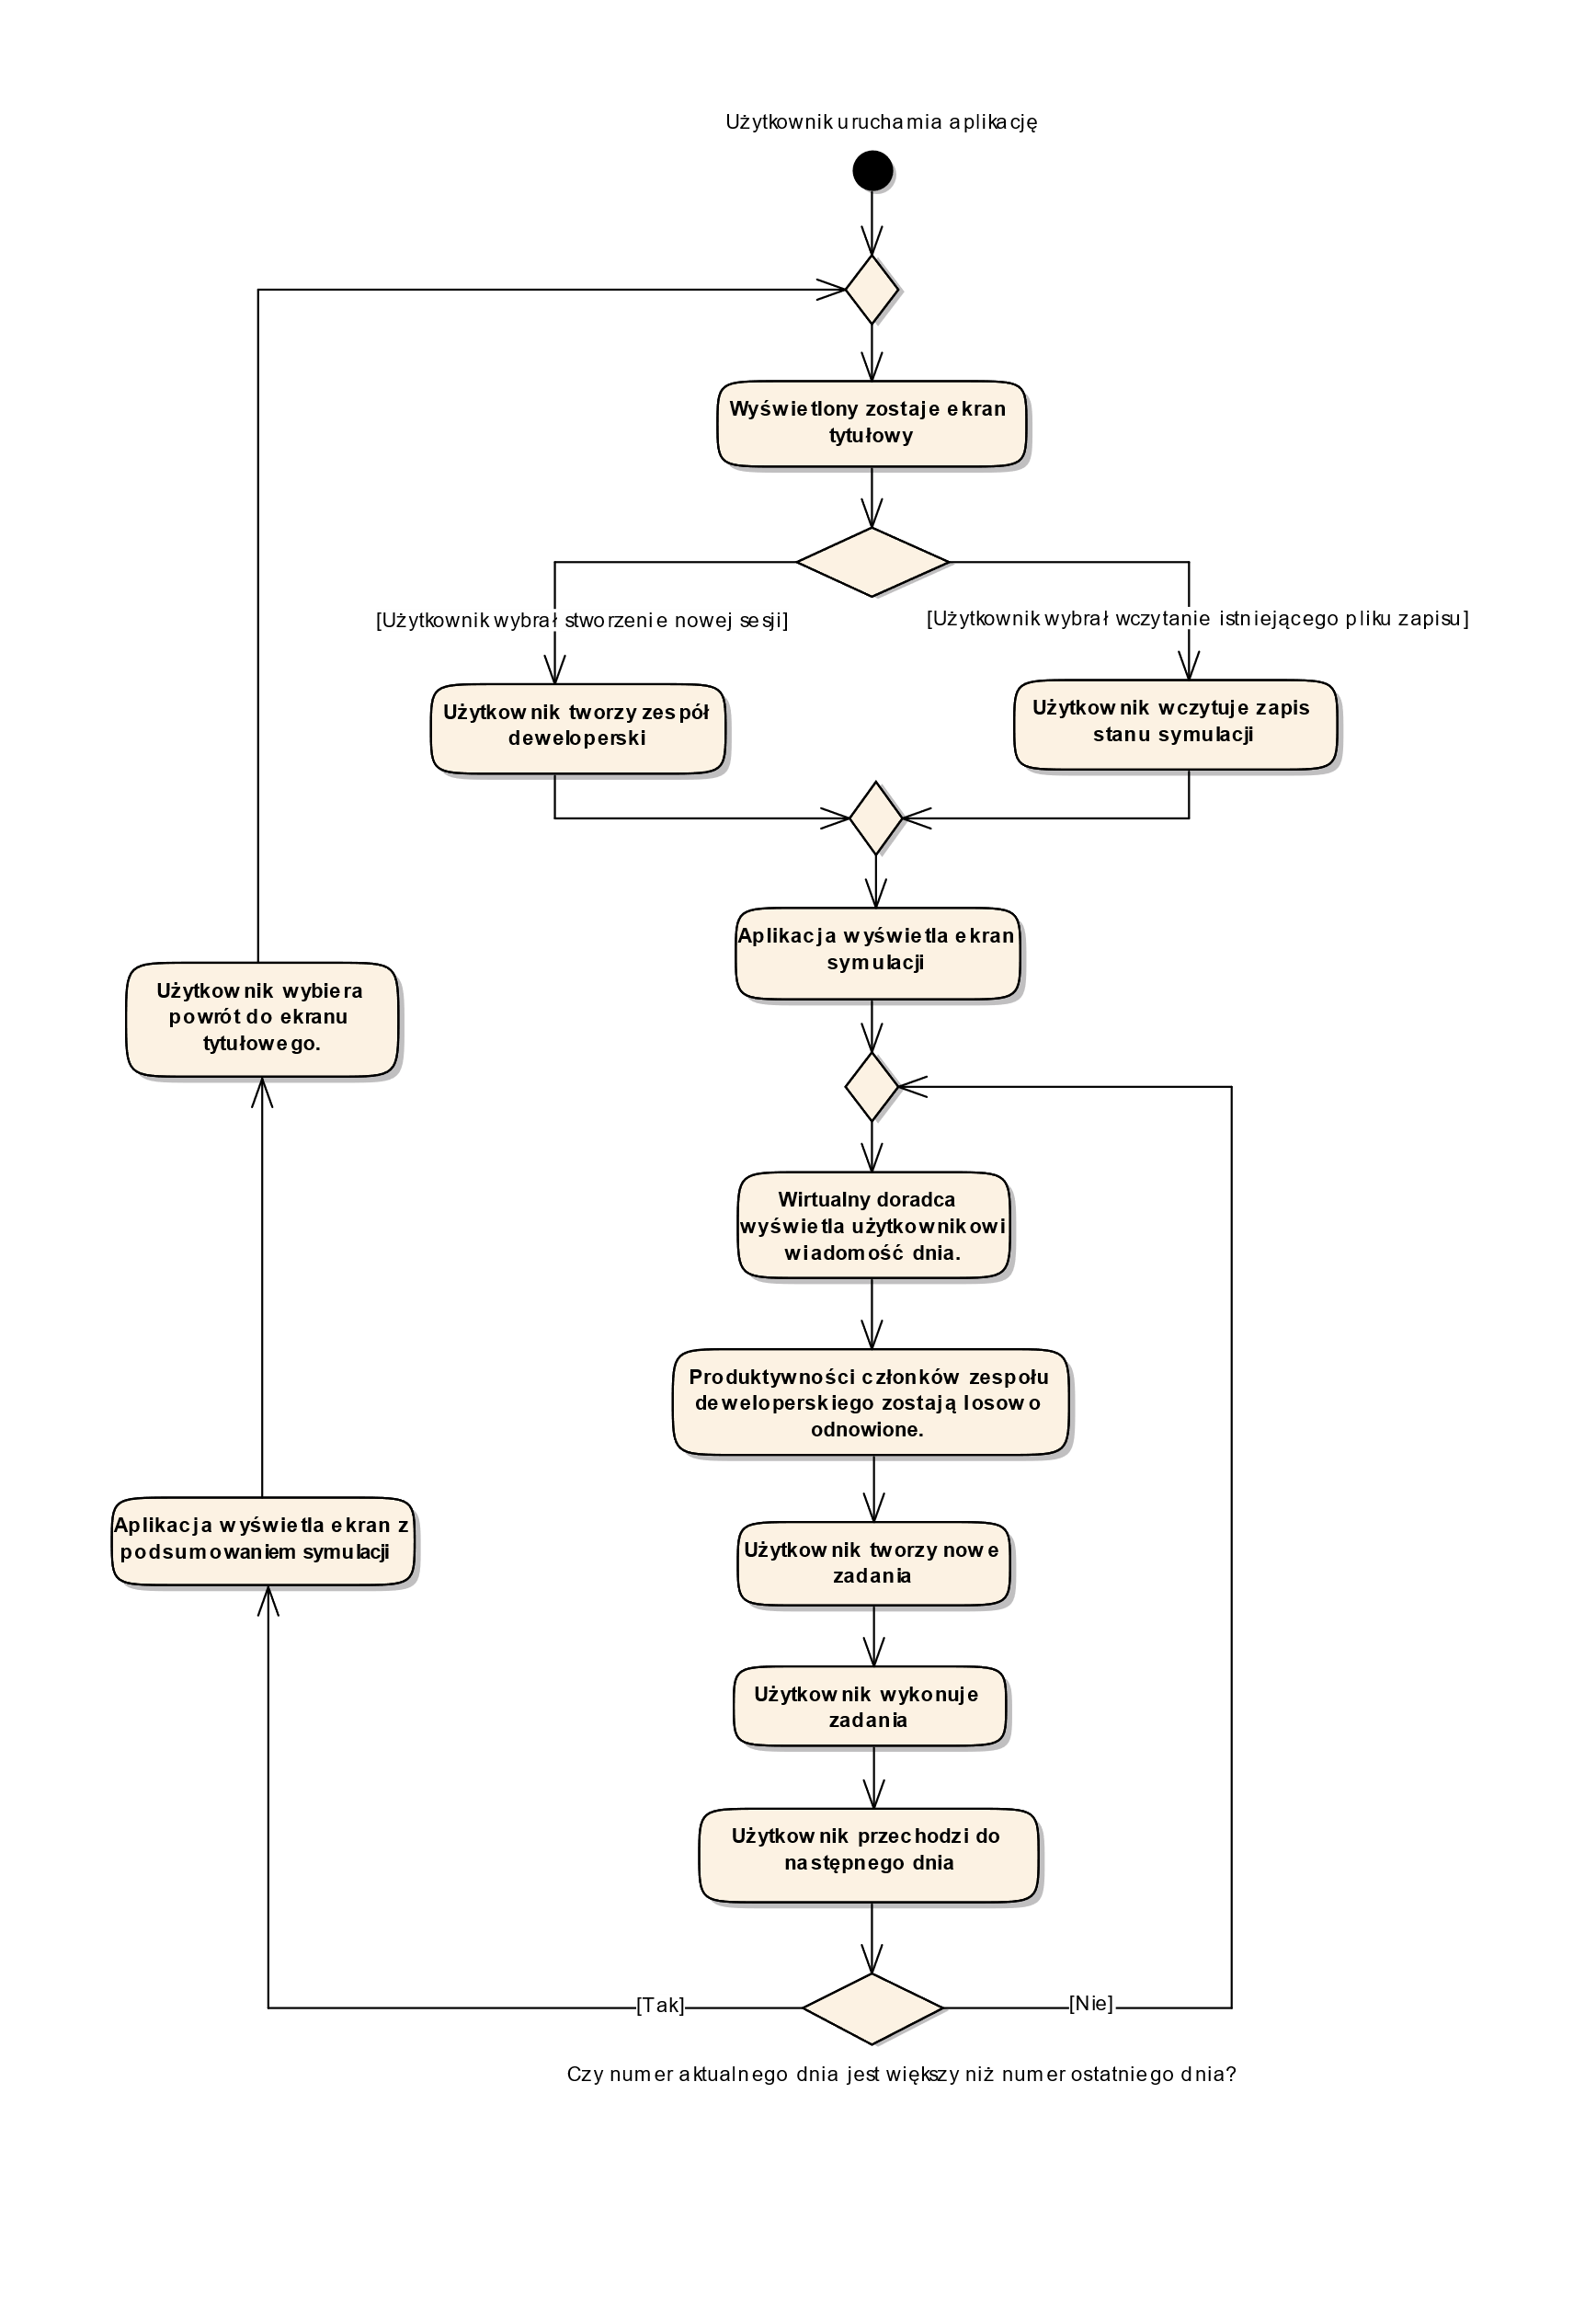 Użytkownik uruchamia aplikację
Wyświetlony zostaje ekran
tytułowy
[Użytkownik wybrał stworzenie nowej sesji]
[Użytkownik wybrał wczytanie istniejącego pliku zapisu]
Użytkownik tworzy zespół
deweloperski
Użytkownik wczytuje zapis
stanu symulacji
Aplikacja wyświetla ekran
symulacji
Użytkownik wybiera
powrót do ekranu
tytułowego.
Wirtualny doradca
wyświetla użytkownikowi
wiadomość dnia.
Produktywności członków zespołu
deweloperskiego zostają losowo
odnowione.
Aplikacja wyświetla ekran z
podsumowaniem symulacji
Użytkownik tworzy nowe
zadania
Użytkownik wykonuje
zadania
Użytkownik przechodzi do
następnego dnia
[Tak]
[Nie]
Czy numer aktualnego dnia jest większy niż numer ostatniego dnia?